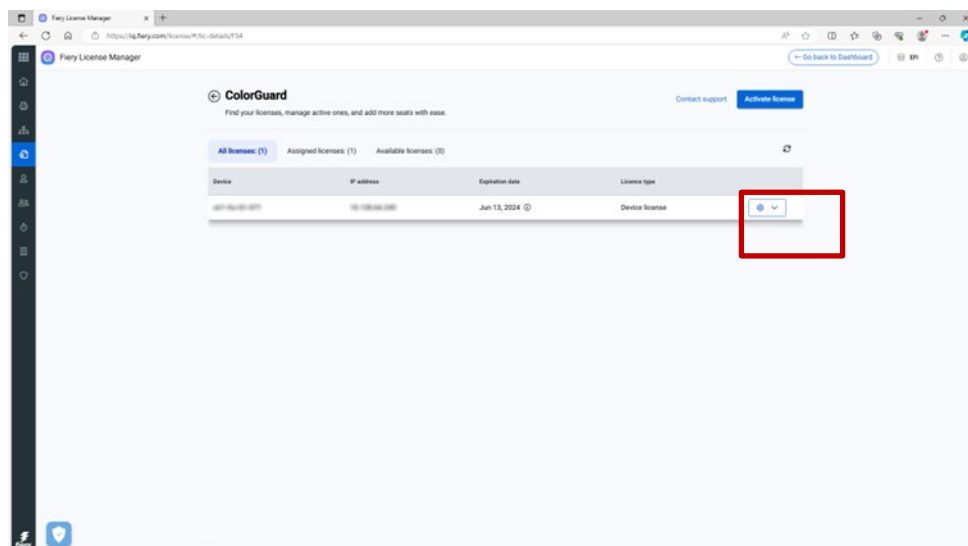 Fiery License Manager
https://iq.fiery.com/license/#/lic-details/FS4
Fiery License Manager
Go back to Dashboard
EFI
ColorGuard
Contact support
Activate license
Find your licenses, manage active ones, and add more seats with ease.
All licenses: (1) Assigned licenses: (1) Available licenses: (0)
Device IP address Expiration date License type
Jun 13, 2024 Device license